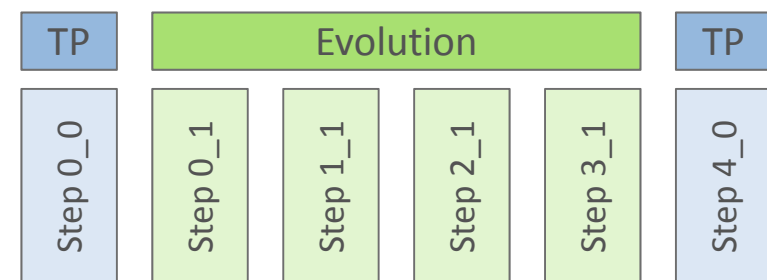 TP
Evolution
TP
Step 0_0
Step 0_1
Step 1_1
Step 2_1
Step 3_1
Step 4_0